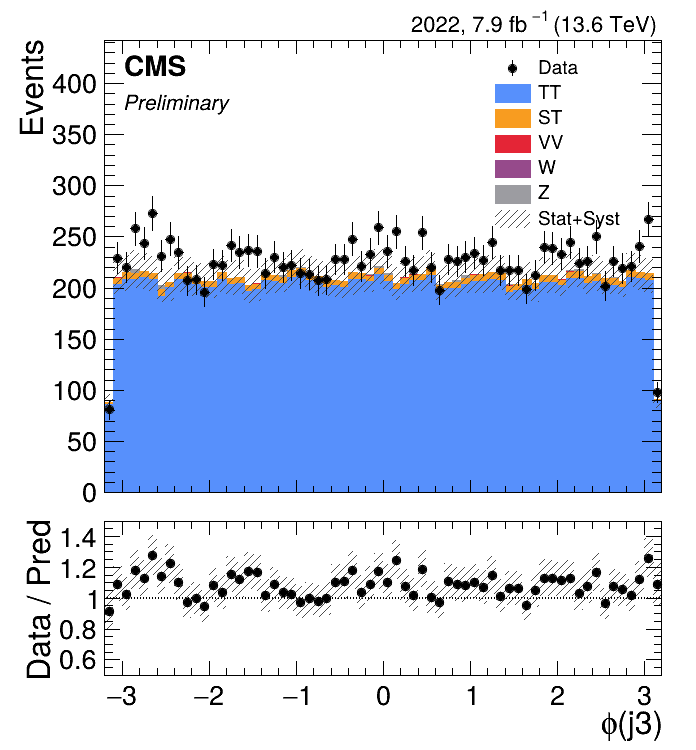 2022, 7.9 fb⁻¹ (13.6 TeV)
Events
CMS
Preliminary
Data
TT
ST
VV
W
Z
Stat+Syst
400
350
300
250
200
150
100
50
0
Data / Pred
1.4
1.2
1
0.8
0.6
−3 −2 −1 0 1 2 3
ϕ(j3)